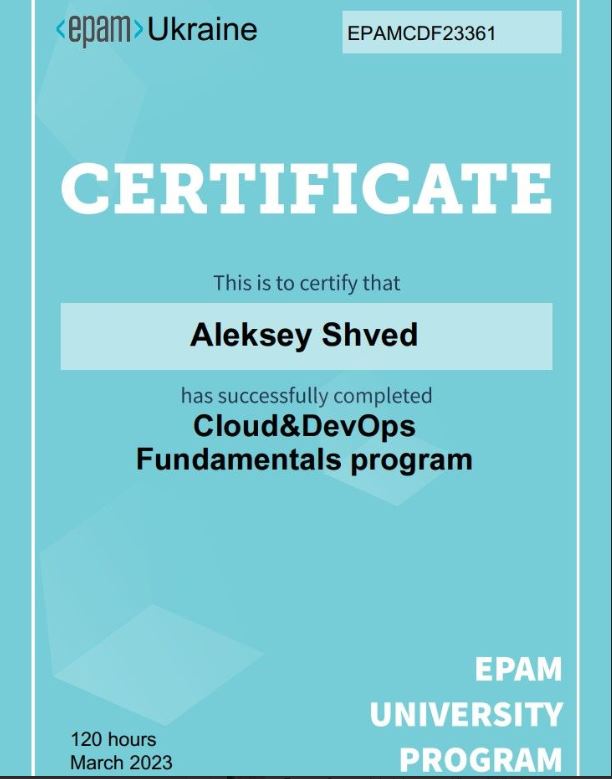 <epam> Ukraine
EPAMCDF23361
CERTIFICATE
This is to certify that
Aleksey Shved
has successfully completed
Cloud&DevOps
Fundamentals program
EPAM
UNIVERSITY
PROGRAM
120 hours
March 2023